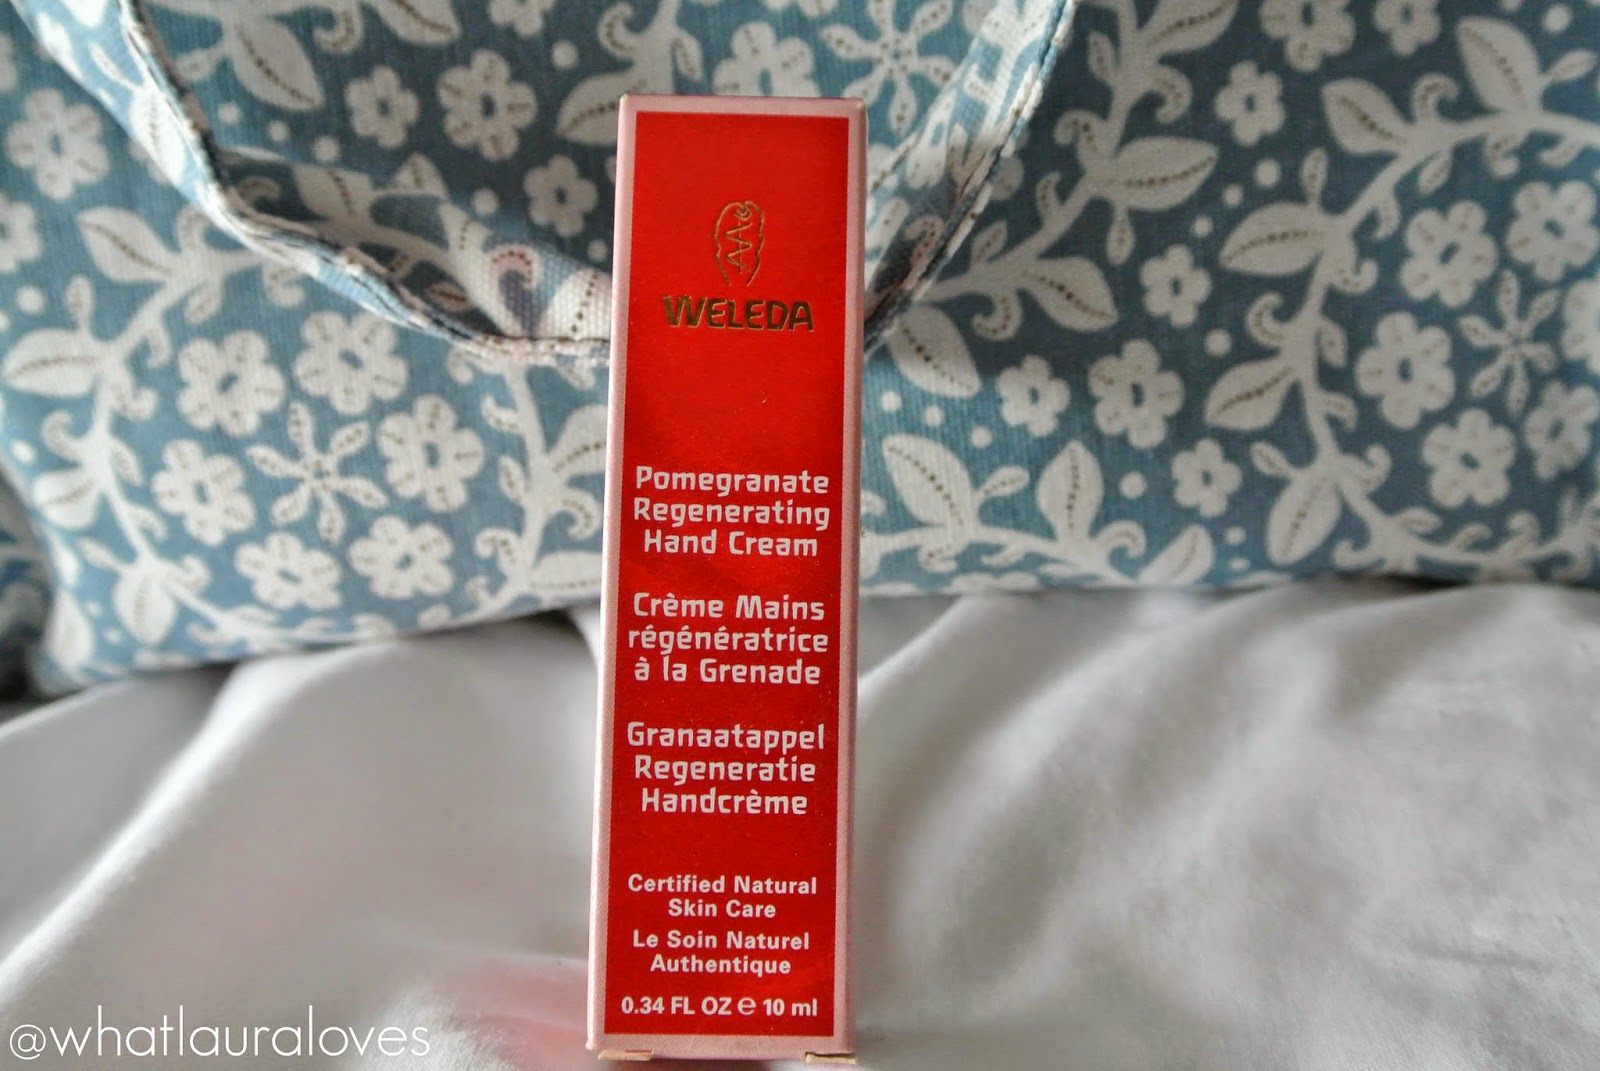 WELEDA
Pomegranate
Regenerating
Hand Cream
Crème Mains
régénératrice
à la Grenade
Granaatappel
Regeneratie
Handcrème
Certified Natural
Skin Care
Le Soin Naturel
Authentique
0.34 FL OZ ℮ 10 ml
@whatlauraloves